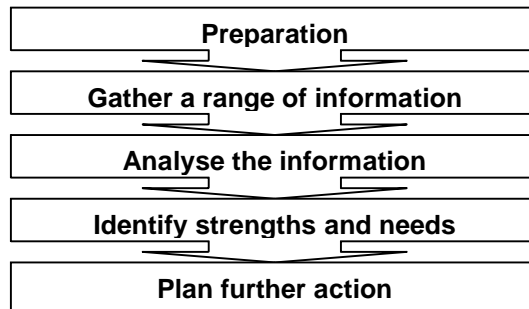 Preparation
Gather a range of information
Analyse the information
Identify strengths and needs
Plan further action